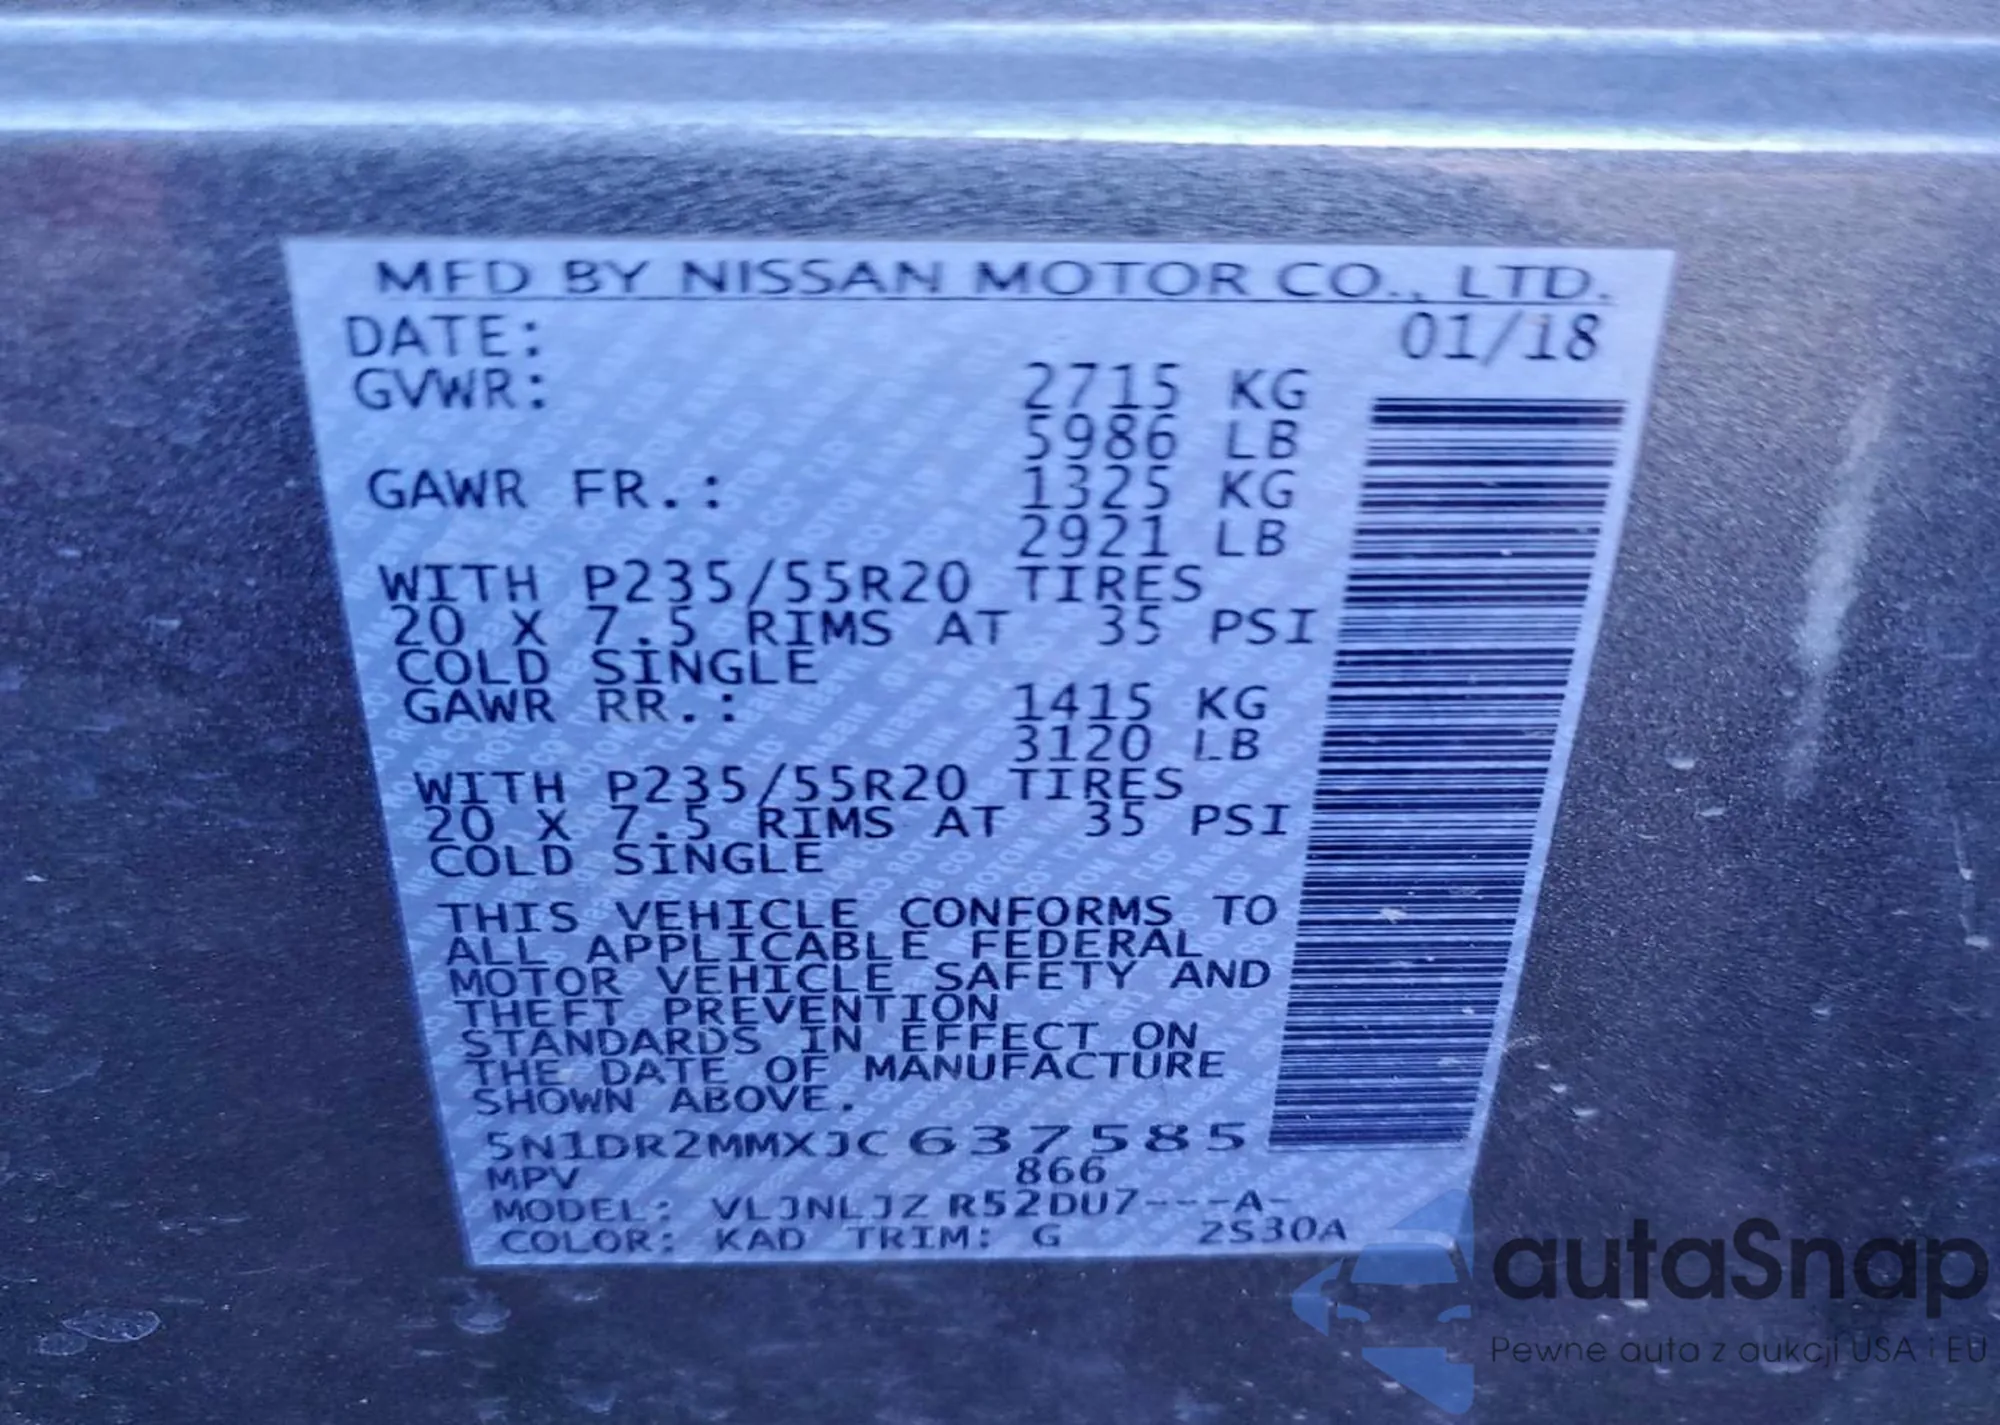 MFD BY NISSAN MOTOR CO., LTD.
DATE: 01/18
GVWR: 2715 KG
5986 LB
GAWR FR.: 1325 KG
2921 LB
WITH P235/55R20 TIRES
20 X 7.5 RIMS AT 35 PSI
COLD SINGLE
GAWR RR.: 1415 KG
3120 LB
WITH P235/55R20 TIRES
20 X 7.5 RIMS AT 35 PSI
COLD SINGLE
THIS VEHICLE CONFORMS TO
ALL APPLICABLE FEDERAL
MOTOR VEHICLE SAFETY AND
THEFT PREVENTION
STANDARDS IN EFFECT ON
THE DATE OF MANUFACTURE
SHOWN ABOVE.
5N1DR2MMXJC637585
MPV 866
MODEL: VLJNLJZ R52DU7---A-
COLOR: KAD TRIM: G 2S30A
autaSnap
Pewne auta z aukcji USA i EU